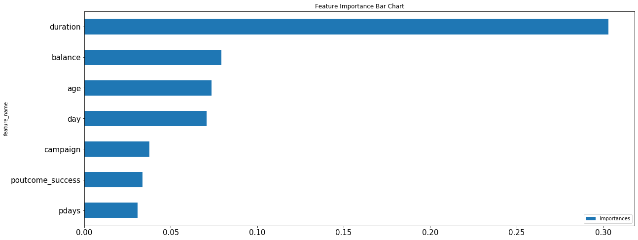 Feature Importance Bar Chart
feature_name
duration
balance
age
day
campaign
poutcome_success
pdays
Importances
0.00 0.05 0.10 0.15 0.20 0.25 0.30